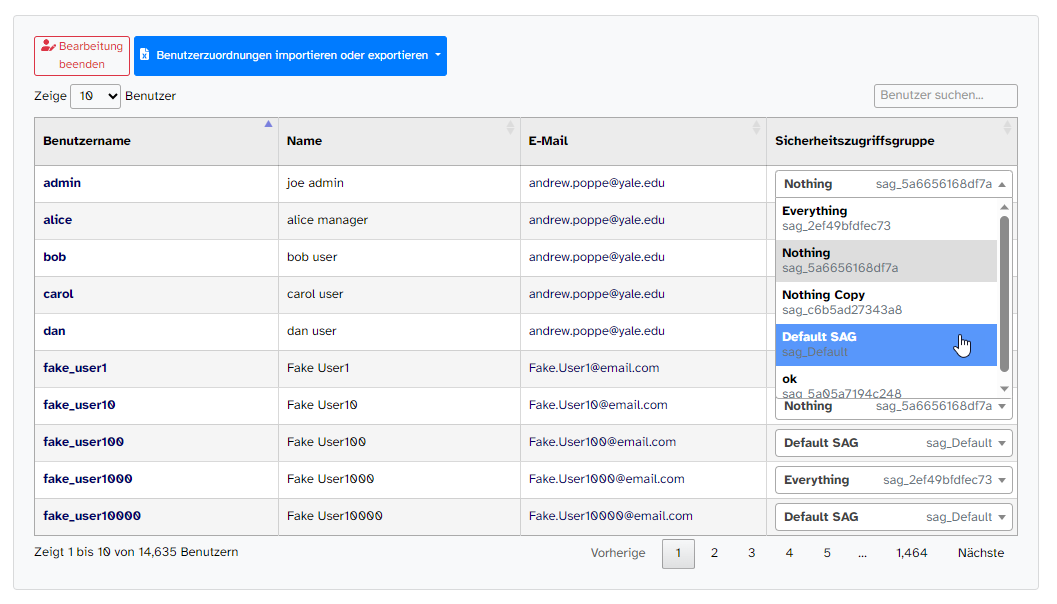 Bearbeitung
beenden
Benutzerzuordnungen importieren oder exportieren
Zeige 10 Benutzer
Benutzer suchen...
Benutzername Name E-Mail Sicherheitszugriffsgruppe
admin joe admin andrew.poppe@yale.edu Nothing sag_5a6656168df7a
alice alice manager andrew.poppe@yale.edu
bob bob user andrew.poppe@yale.edu
carol carol user andrew.poppe@yale.edu
dan dan user andrew.poppe@yale.edu
fake_user1 Fake User1 Fake.User1@email.com
Everything
sag_2ef49bfdfec73
Nothing
sag_5a6656168df7a
Nothing Copy
sag_c6b5ad27343a8
Default SAG
sag_Default
ok
sag_5a05a7194c248
fake_user10 Fake User10 Fake.User10@email.com Nothing sag_5a6656168df7a
fake_user100 Fake User100 Fake.User100@email.com Default SAG sag_Default
fake_user1000 Fake User1000 Fake.User1000@email.com Everything sag_2ef49bfdfec73
fake_user10000 Fake User10000 Fake.User10000@email.com Default SAG sag_Default
Zeigt 1 bis 10 von 14,635 Benutzern
Vorherige 1 2 3 4 5 ... 1,464 Nächste